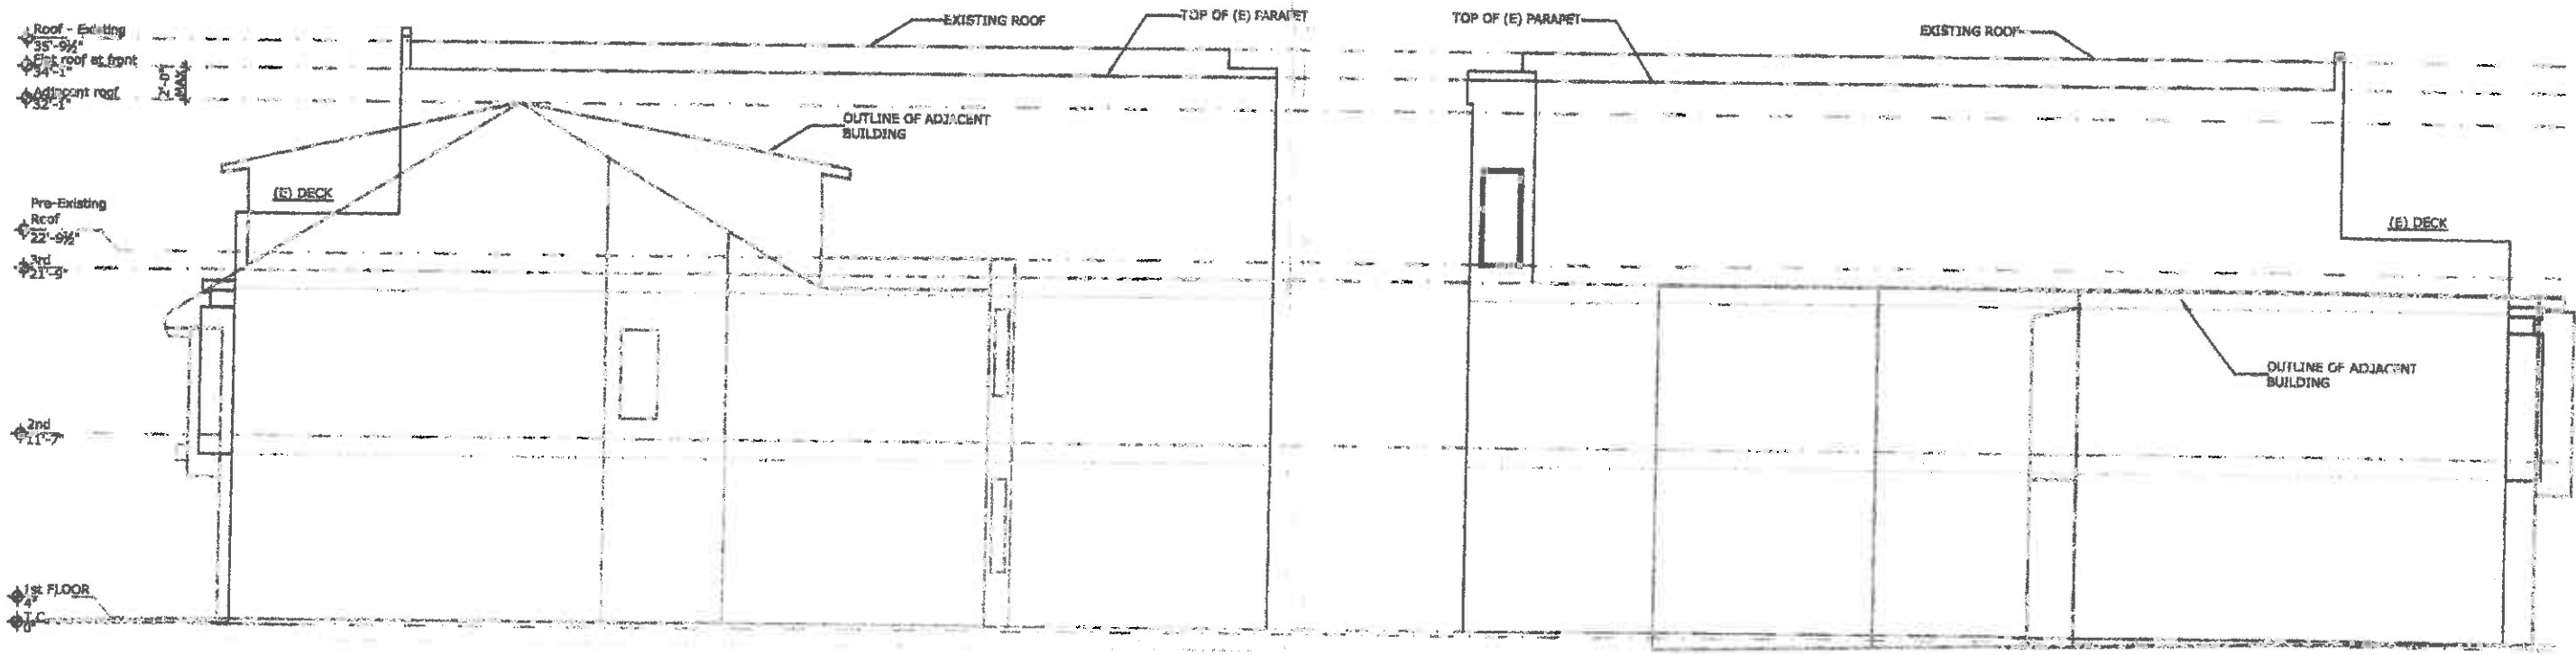 Roof - Existing
35'-9½"
Flat roof at front
34'-1"
Adjacent roof
32'-1"
2'-0"
MAX
Pre-Existing
Roof
22'-9½"
3rd
21'-9"
2nd
11'-7"
1st FLOOR
4"
T.C.
0"
EXISTING ROOF
TOP OF (E) PARAPET
OUTLINE OF ADJACENT
BUILDING
(E) DECK
TOP OF (E) PARAPET
EXISTING ROOF
(E) DECK
OUTLINE OF ADJACENT
BUILDING